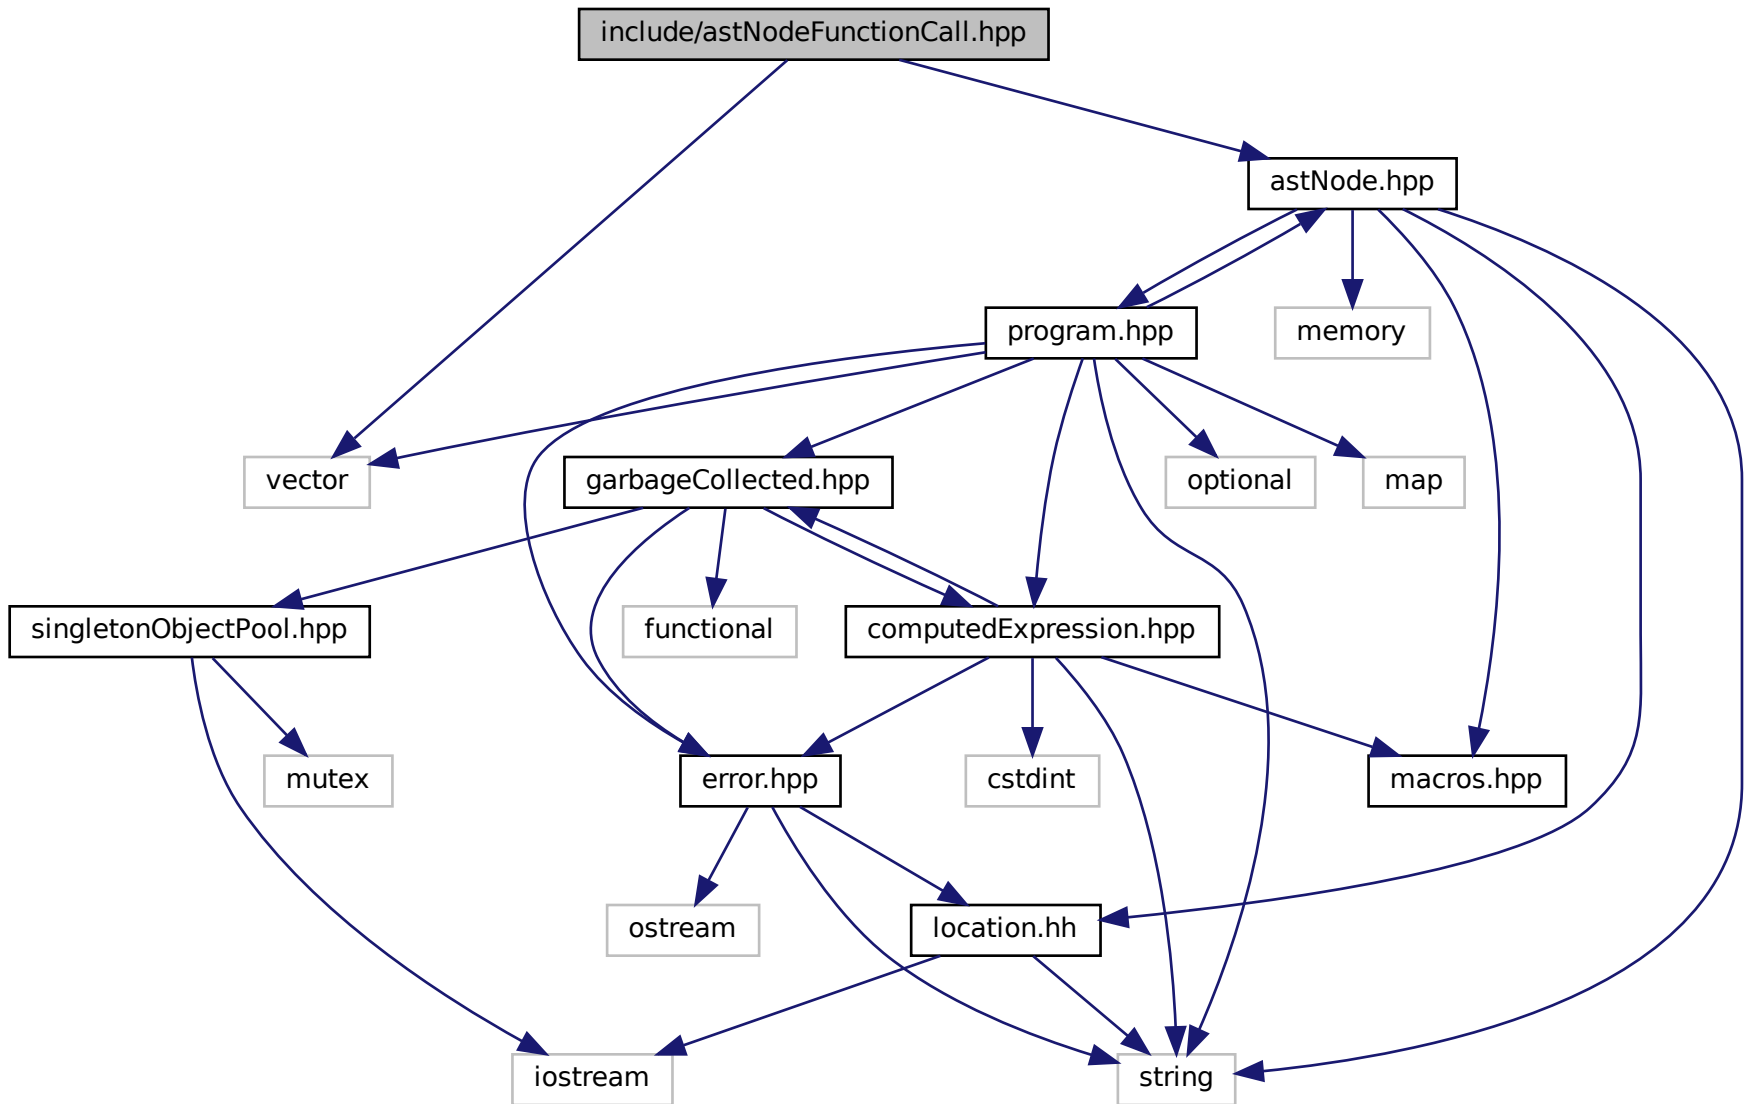 include/astNodeFunctionCall.hpp
astNode.hpp
program.hpp
memory
vector
garbageCollected.hpp
optional
map
singletonObjectPool.hpp
functional
computedExpression.hpp
mutex
error.hpp
cstdint
macros.hpp
ostream
location.hh
iostream
string